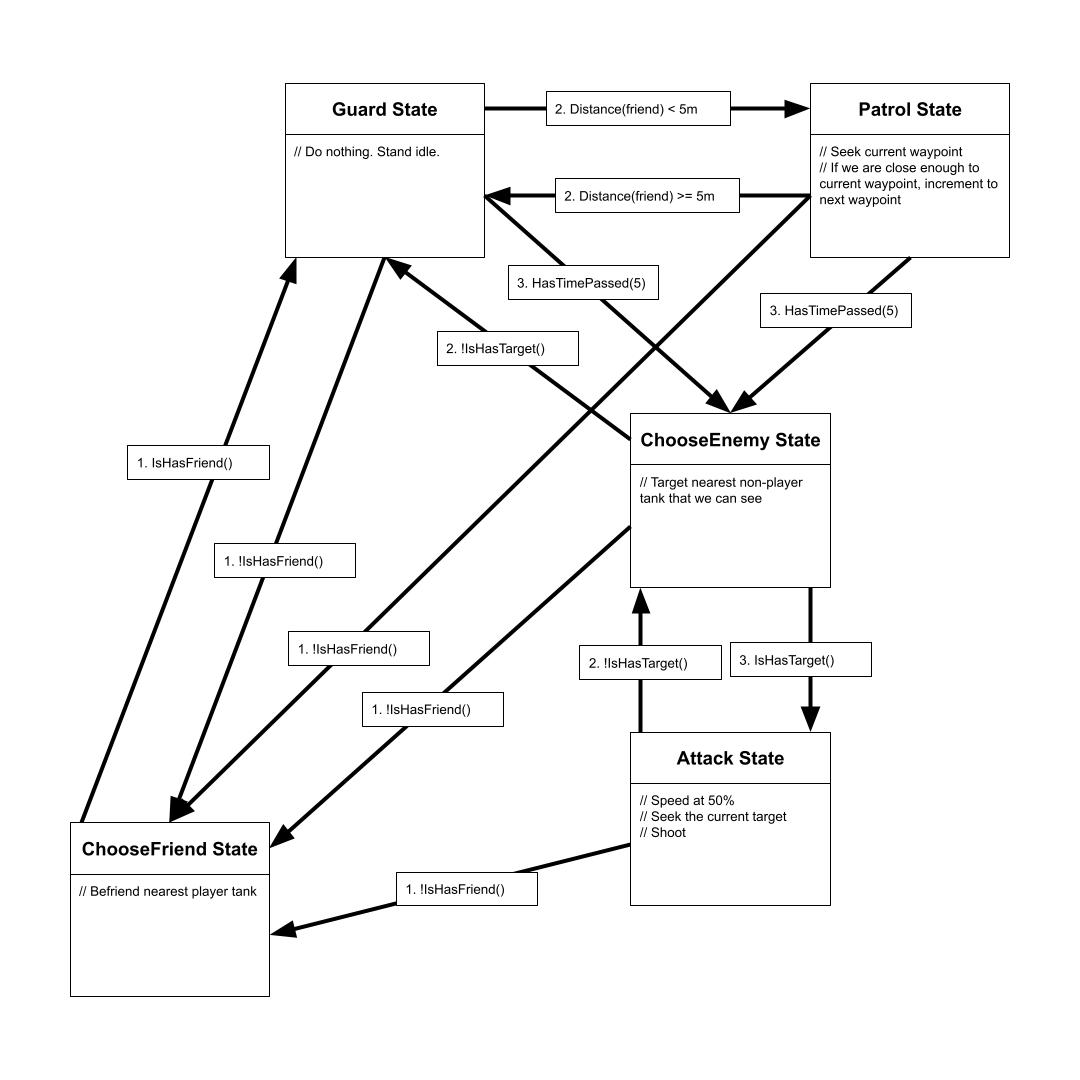 Guard State
// Do nothing. Stand idle.
2. Distance(friend) < 5m
Patrol State
// Seek current waypoint
// If we are close enough to
current waypoint, increment to
next waypoint
2. Distance(friend) >= 5m
3. HasTimePassed(5)
3. HasTimePassed(5)
2. !IsHasTarget()
ChooseEnemy State
// Target nearest non-player
tank that we can see
1. IsHasFriend()
1. !IsHasFriend()
1. !IsHasFriend()
2. !IsHasTarget()
3. IsHasTarget()
1. !IsHasFriend()
Attack State
// Speed at 50%
// Seek the current target
// Shoot
ChooseFriend State
// Befriend nearest player tank
1. !IsHasFriend()